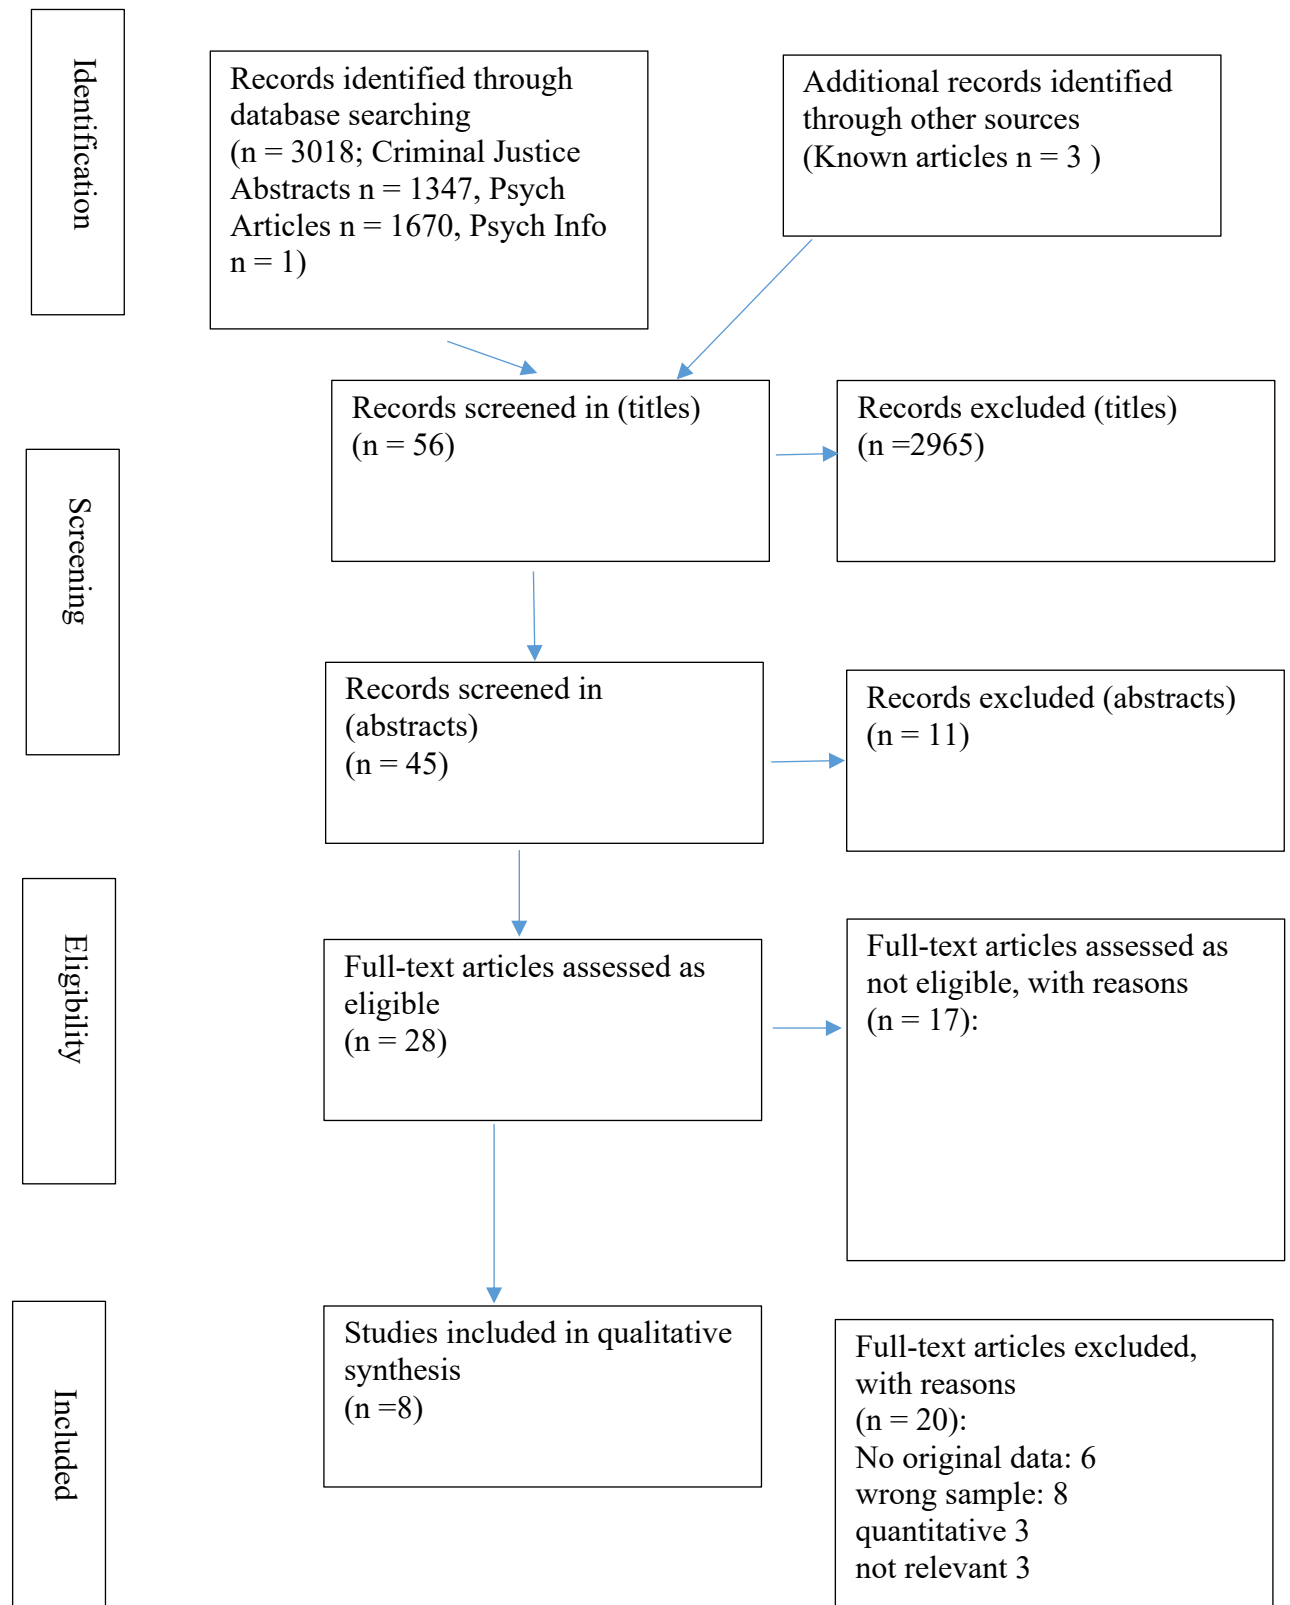 Identification
Records identified through
database searching
(n = 3018; Criminal Justice
Abstracts n = 1347, Psych
Articles n = 1670, Psych Info
n = 1)
Additional records identified
through other sources
(Known articles n = 3 )
Records screened in (titles)
(n = 56)
Records excluded (titles)
(n =2965)
Screening
Records screened in
(abstracts)
(n = 45)
Records excluded (abstracts)
(n = 11)
Eligibility
Full-text articles assessed as
eligible
(n = 28)
Full-text articles assessed as
not eligible, with reasons
(n = 17):
Included
Studies included in qualitative
synthesis
(n =8)
Full-text articles excluded,
with reasons
(n = 20):
No original data: 6
wrong sample: 8
quantitative 3
not relevant 3